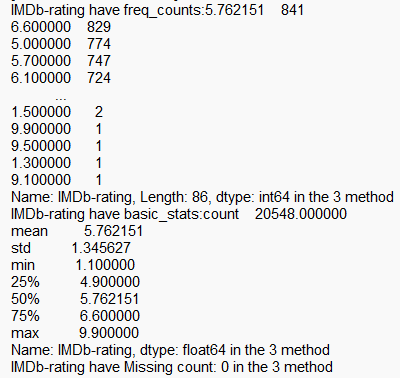 IMDb-rating have freq_counts:5.762151 841
6.600000 829
5.000000 774
5.700000 747
6.100000 724
...
1.500000 2
9.900000 1
9.500000 1
1.300000 1
9.100000 1
Name: IMDb-rating, Length: 86, dtype: int64 in the 3 method
IMDb-rating have basic_stats:count 20548.000000
mean 5.762151
std 1.345627
min 1.100000
25% 4.900000
50% 5.762151
75% 6.600000
max 9.900000
Name: IMDb-rating, dtype: float64 in the 3 method
IMDb-rating have Missing count: 0 in the 3 method